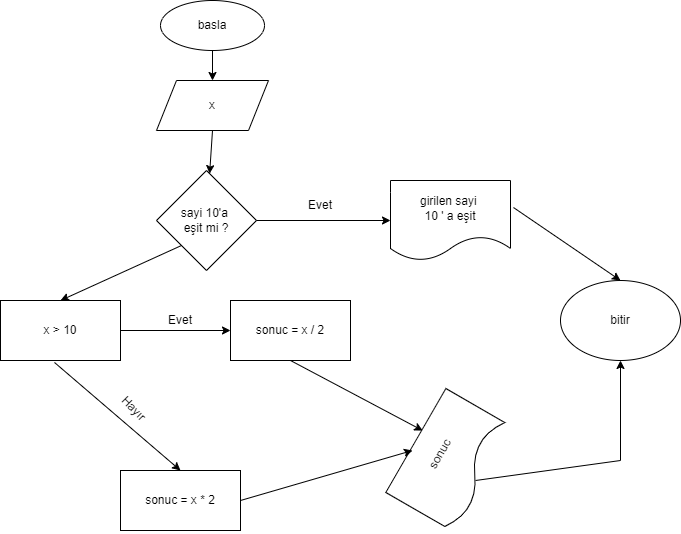 basla
x
sayi 10'a
eşit mi ?
Evet
girilen sayi
10 ' a eşit
bitir
x > 10
Evet
sonuc = x / 2
Hayır
sonuc
sonuc = x * 2